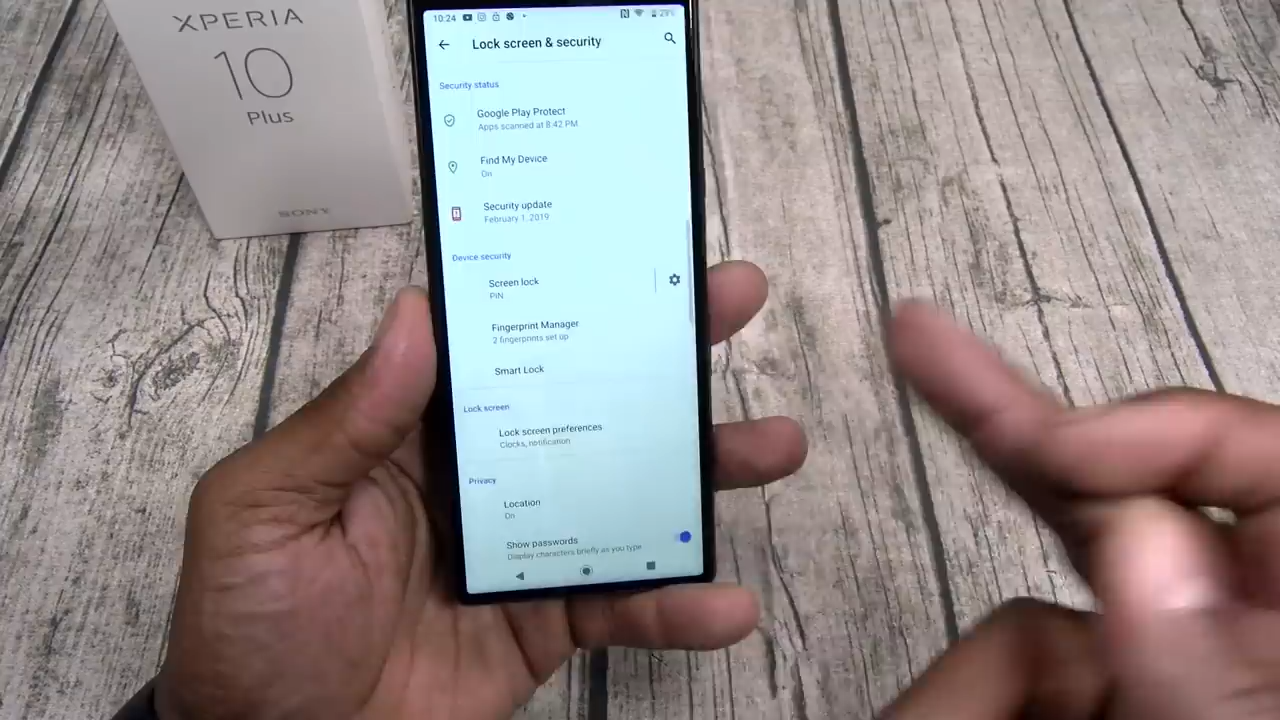 XPERIA
10
Plus
SONY
10:24
29%
Lock screen & security
Security status
Google Play Protect
Apps scanned at 8:42 PM
Find My Device
On
Security update
February 1, 2019
Device security
Screen lock
PIN
Fingerprint Manager
2 fingerprints set up
Smart Lock
Lock screen
Lock screen preferences
Clocks, notification
Privacy
Location
On
Show passwords
Display characters briefly as you type